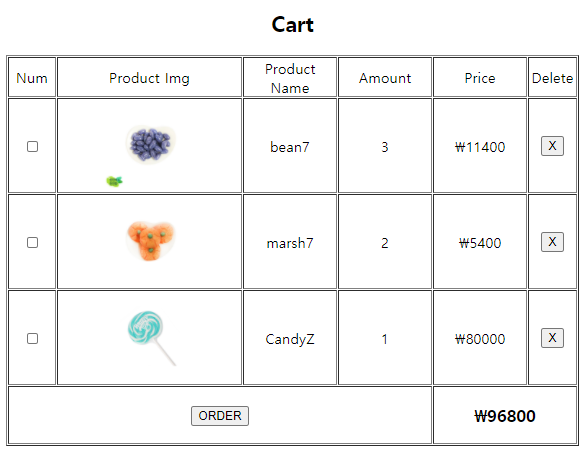 Cart
Num Product Img Product Name Amount Price Delete
bean7 3 ₩11400 X
marsh7 2 ₩5400 X
CandyZ 1 ₩80000 X
ORDER ₩96800